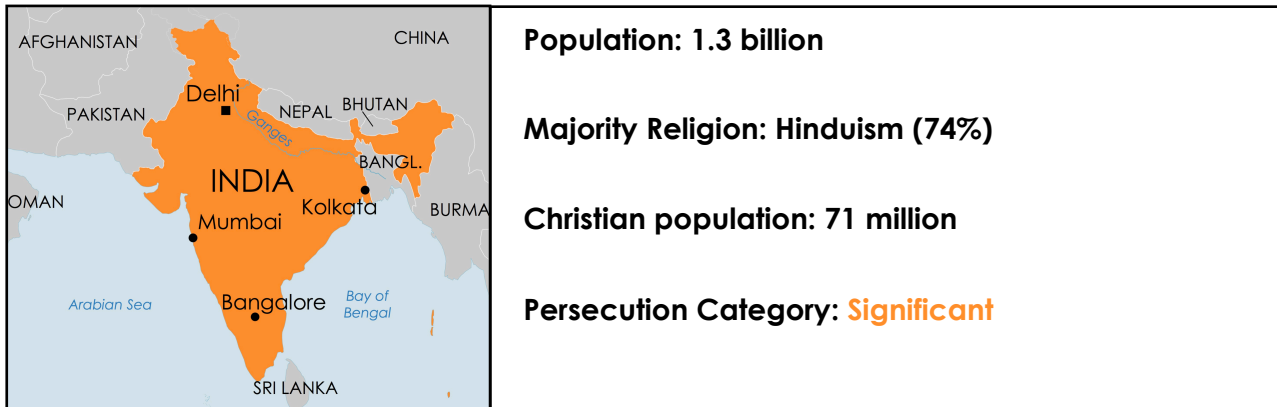 AFGHANISTAN
CHINA
Delhi
PAKISTAN
NEPAL
BHUTAN
Ganges
BANGL.
INDIA
OMAN
Kolkata
BURMA
Mumbai
Arabian Sea
Bangalore
Bay of
Bengal
SRI LANKA
Population: 1.3 billion
Majority Religion: Hinduism (74%)
Christian population: 71 million
Persecution Category: Significant